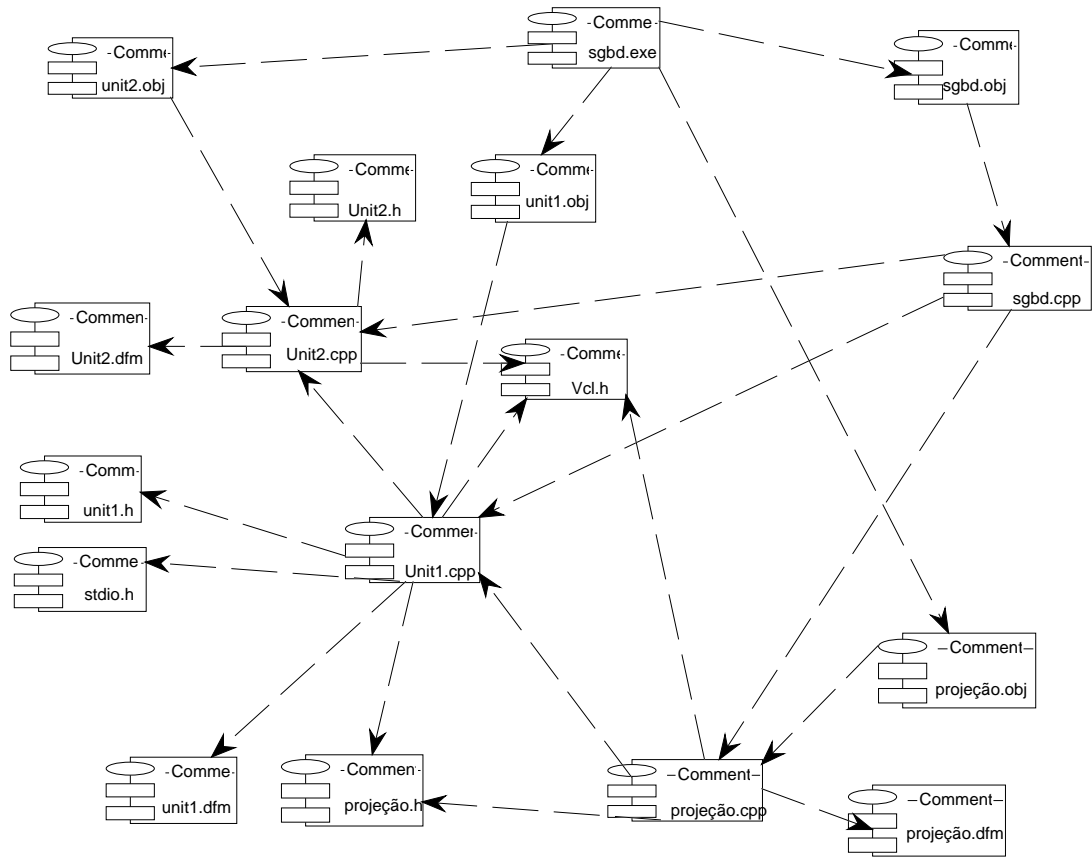 -Comme-
sgbd.exe
-Comme-
unit2.obj
-Comme-
sgbd.obj
-Comme-
Unit2.h
-Comme-
unit1.obj
-Comment-
sgbd.cpp
-Commen-
Unit2.dfm
-Commen-
Unit2.cpp
-Comme-
Vcl.h
-Comm-
unit1.h
-Commer-
Unit1.cpp
-Comme-
stdio.h
-Comment-
projeção.obj
-Comme-
unit1.dfm
-Comment-
projeção.h
-Comment-
projeção.cpp
-Comment-
projeção.dfm